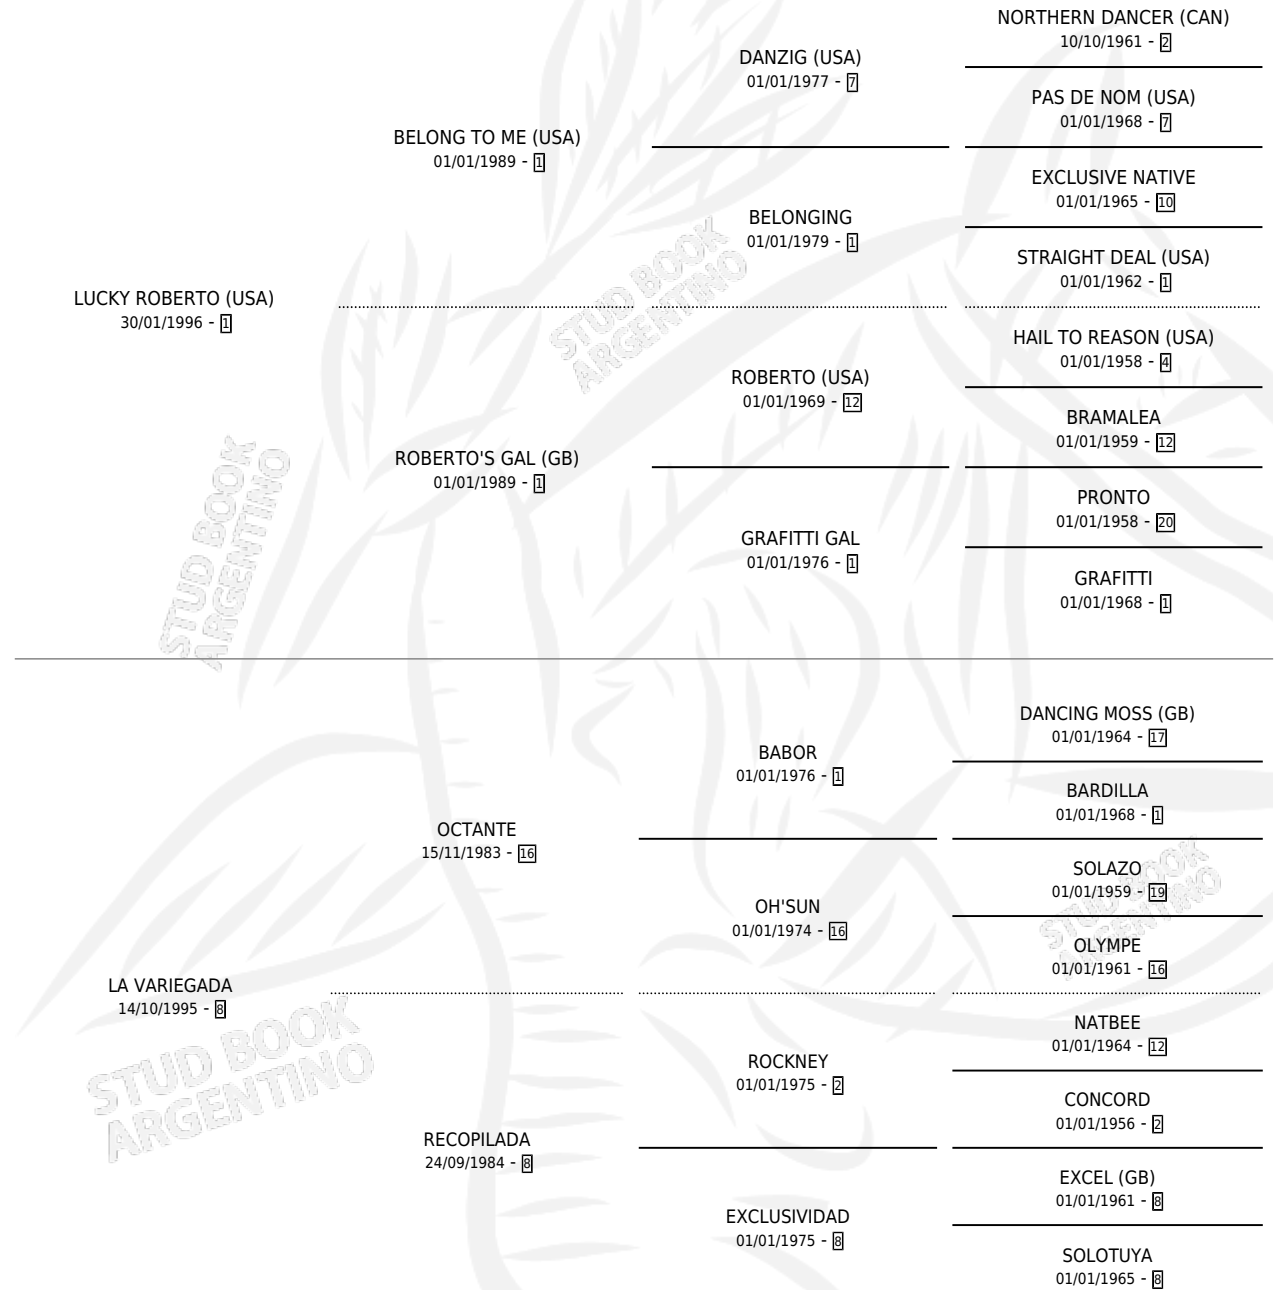 NORTHERN DANCER (CAN)
10/10/1961 - 2
DANZIG (USA)
01/01/1977 - 7
PAS DE NOM (USA)
01/01/1968 - 7
BELONG TO ME (USA)
01/01/1989 - 1
EXCLUSIVE NATIVE
01/01/1965 - 10
BELONGING
01/01/1979 - 1
STRAIGHT DEAL (USA)
01/01/1962 - 1
LUCKY ROBERTO (USA)
30/01/1996 - 1
STUD BOOK
ARGENTINO
HAIL TO REASON (USA)
01/01/1958 - 4
ROBERTO (USA)
01/01/1969 - 12
BRAMALEA
01/01/1959 - 12
ROBERTO'S GAL (GB)
01/01/1989 - 1
PRONTO
01/01/1958 - 20
GRAFITTI GAL
01/01/1976 - 1
GRAFITTI
01/01/1968 - 1
STUD BOOK
ARGENTINO
DANCING MOSS (GB)
01/01/1964 - 17
BABOR
01/01/1976 - 1
BARDILLA
01/01/1968 - 1
OCTANTE
15/11/1983 - 16
SOLAZO
01/01/1959 - 19
OH'SUN
01/01/1974 - 16
STUD BOOK
ARGENTINO
OLYMPE
01/01/1961 - 16
LA VARIEGADA
14/10/1995 - 8
STUD BOOK
ARGENTINO
NATBEE
01/01/1964 - 12
ROCKNEY
01/01/1975 - 2
CONCORD
01/01/1956 - 2
RECOPILADA
24/09/1984 - 8
EXCEL (GB)
01/01/1961 - 8
EXCLUSIVIDAD
01/01/1975 - 8
SOLOTUYA
01/01/1965 - 8